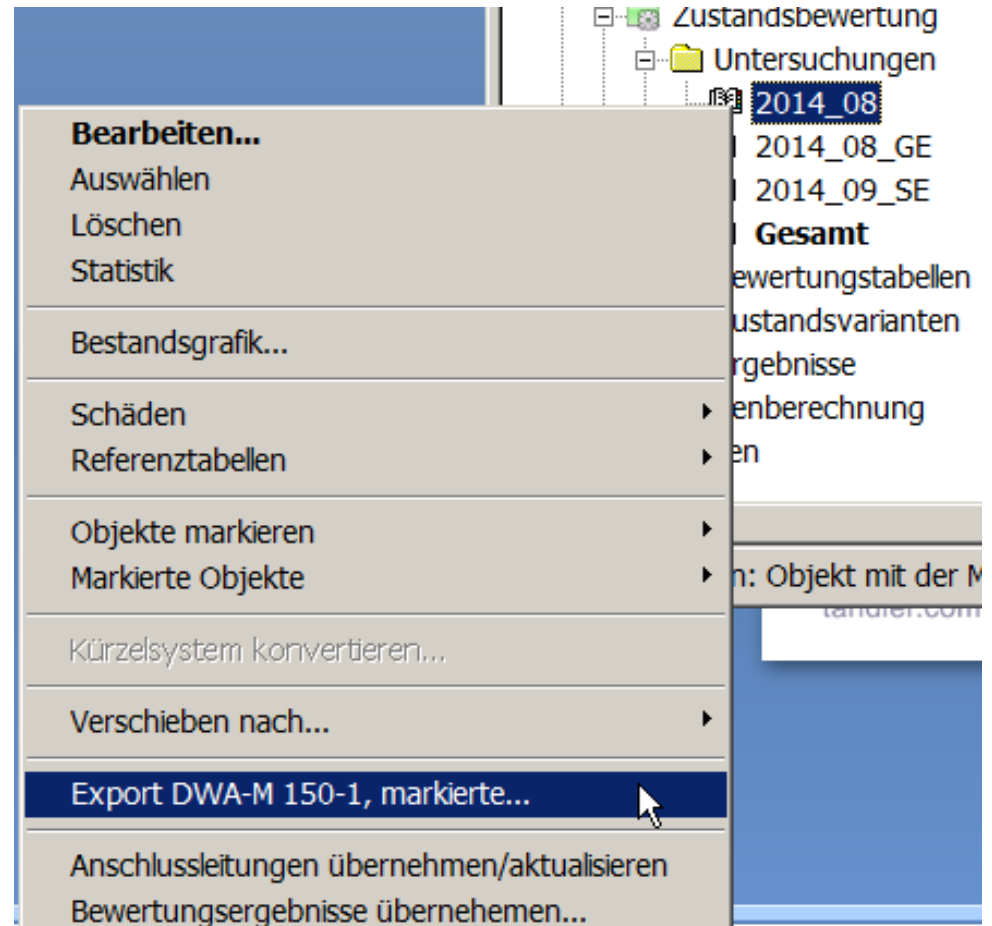 Zustandsbewertung
Untersuchungen
2014_08
2014_08_GE
2014_09_SE
Gesamt
ewertungstabellen
ustandsvarianten
rgebnisse
enberechnung
en
n: Objekt mit der M
tandler.com
Bearbeiten...
Auswählen
Löschen
Statistik
Bestandsgrafik...
Schäden
Referenztabellen
Objekte markieren
Markierte Objekte
Kürzelsystem konvertieren...
Verschieben nach...
Export DWA-M 150-1, markierte...
Anschlussleitungen übernehmen/aktualisieren
Bewertungsergebnisse übernehemen...